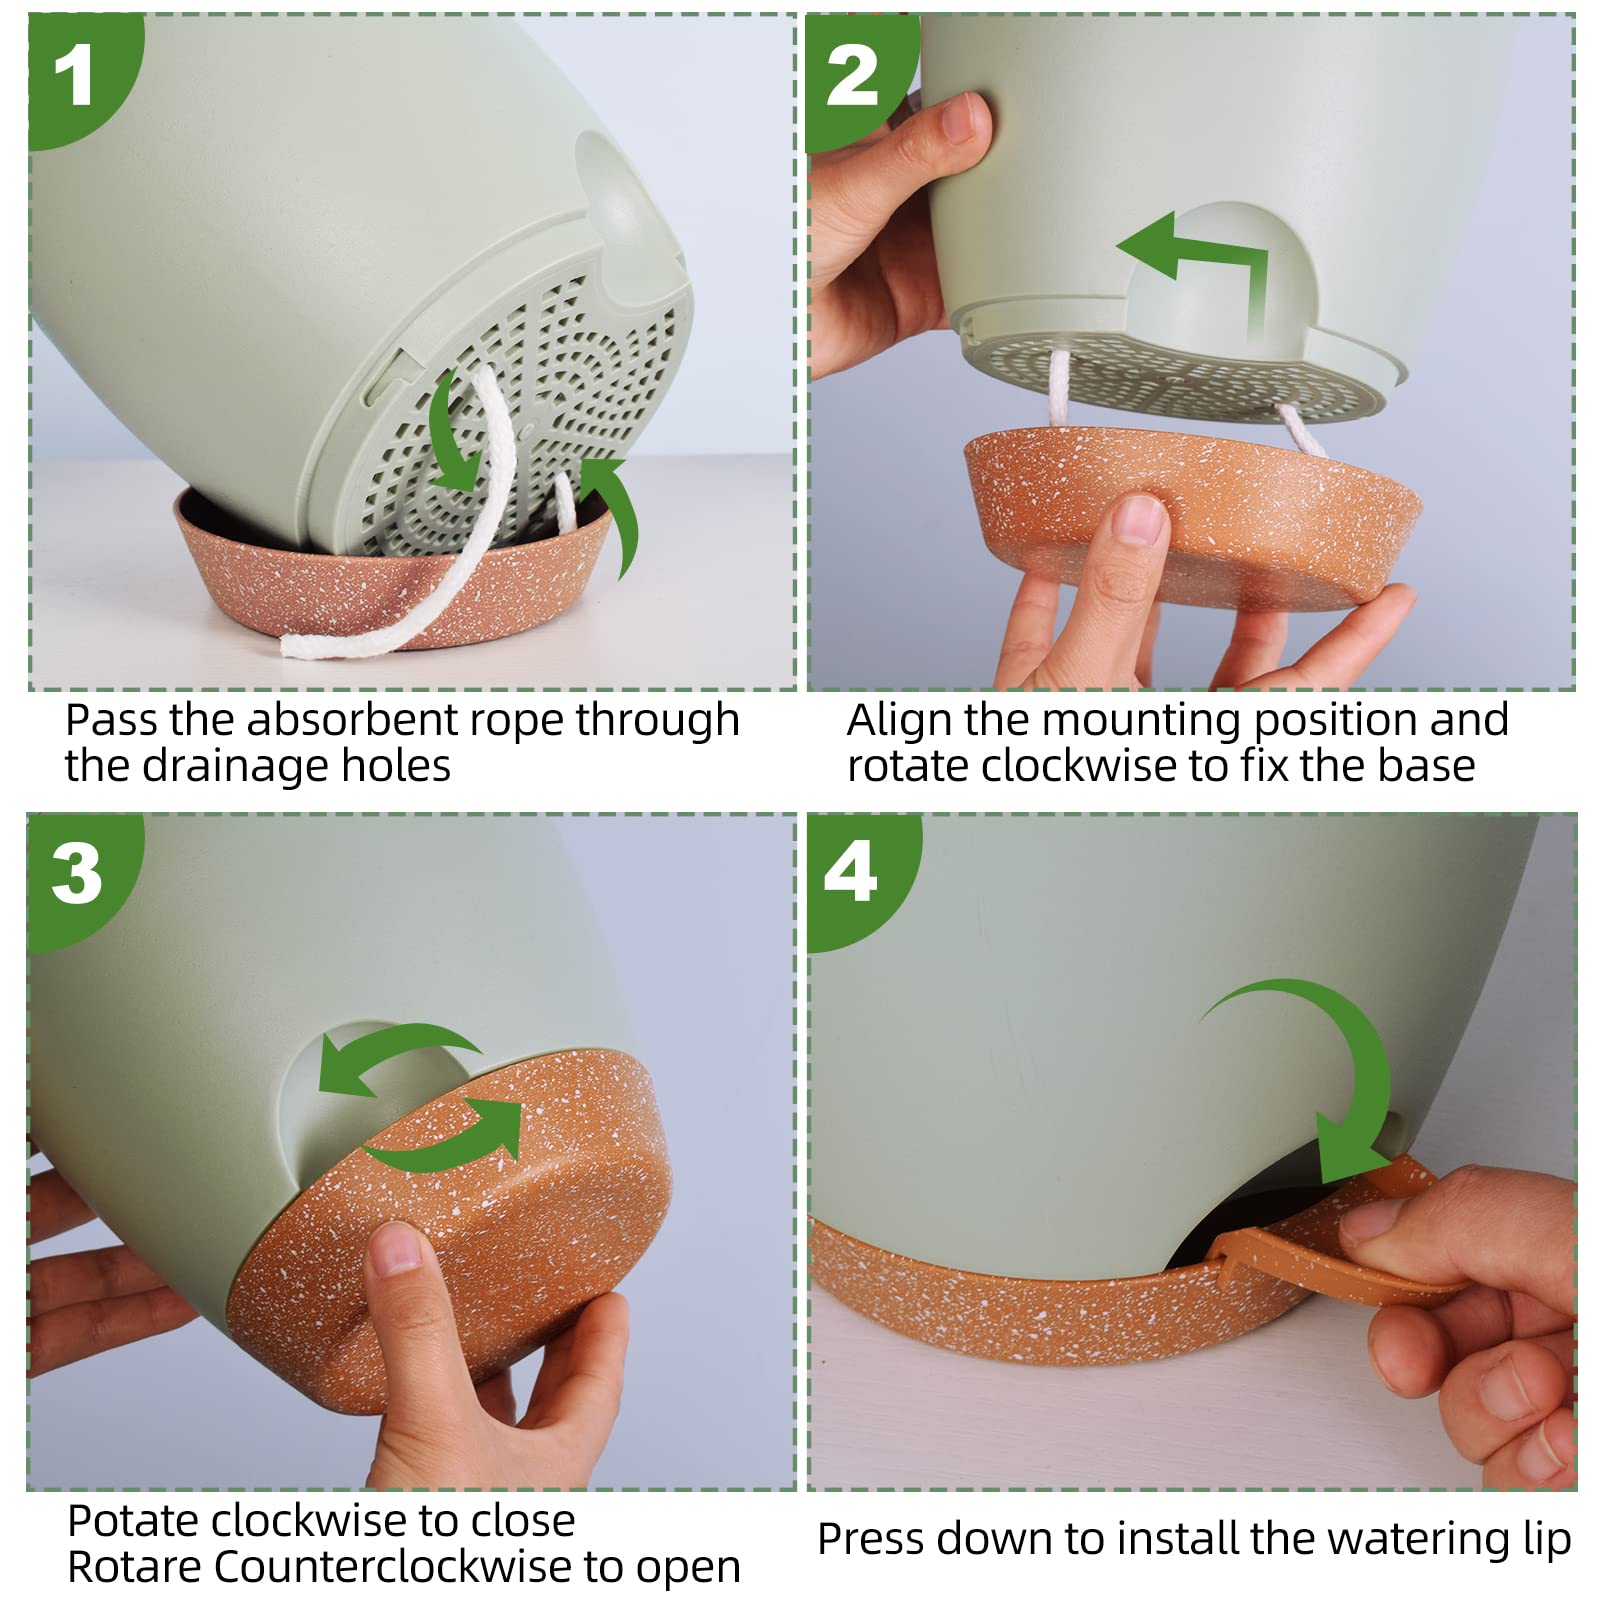 1
Pass the absorbent rope through
the drainage holes
2
Align the mounting position and
rotate clockwise to fix the base
3
Potate clockwise to close
Rotare Counterclockwise to open
4
Press down to install the watering lip